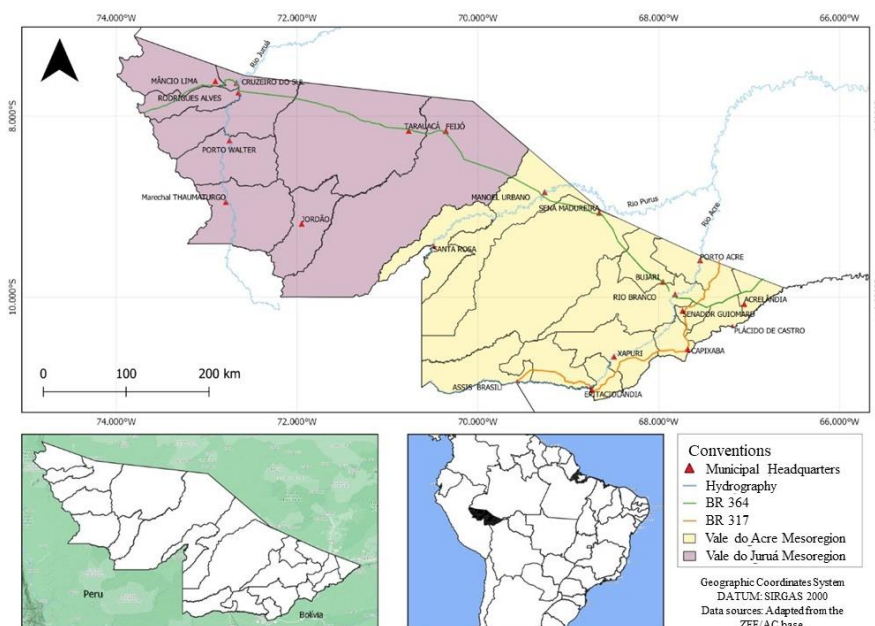 74.000°W 72.000°W 70.000°W 68.000°W 66.000°W
Rio Juruá
MÂNCIO LIMA
CRUZEIRO DO SUL
RODRIGUES ALVES
8.000°S
TARAUACÁ FEIJÓ
PORTO WALTER
Marechal THAUMATURGO
MANOEL URBANO
SENA MADUREIRA
Rio Purus
Rio Acre
JORDÃO
SANTA ROSA
PORTO ACRE
BUJARI
10.000°S
RIO BRANCO
ACRELÂNDIA
SENADOR GUIOMARD
PLÁCIDO DE CASTRO
XAPURI
CAPIXABA
0 100 200 km
ASSIS BRASIL
EPITACIOLÂNDIA
74.000°W 72.000°W 70.000°W 68.000°W 66.000°W
Peru
Bolívia
Conventions
Municipal Headquarters
Hydrography
BR 364
BR 317
Vale do Acre Mesoregion
Vale do Juruá Mesoregion
Geographic Coordinates System
DATUM: SIRGAS 2000
Data sources: Adapted from the
ZEE/AC base